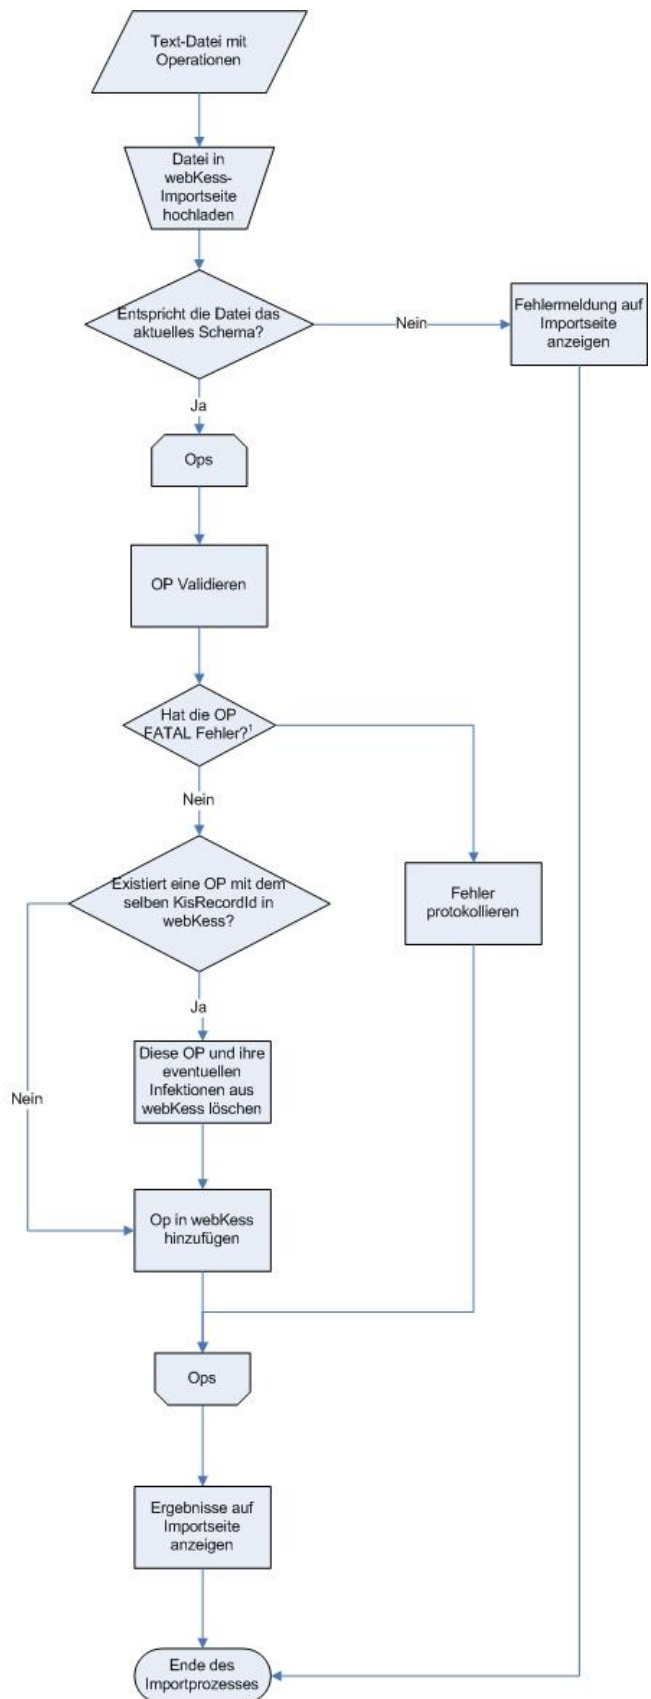 Text-Datei mit
Operationen
Datei in
webKess-
Importseite
hochladen
Entspricht die Datei das
aktuelles Schema?
Nein
Fehlermeldung auf
Importseite
anzeigen
Ja
Ops
OP Validieren
Hat die OP
FATAL Fehler?¹
Nein
Existiert eine OP mit dem
selben KisRecordId in
webKess?
Fehler
protokollieren
Ja
Diese OP und ihre
eventuellen
Infektionen aus
webKess löschen
Nein
Op in webKess
hinzufügen
Ops
Ergebnisse auf
Importseite
anzeigen
Ende des
Importprozesses